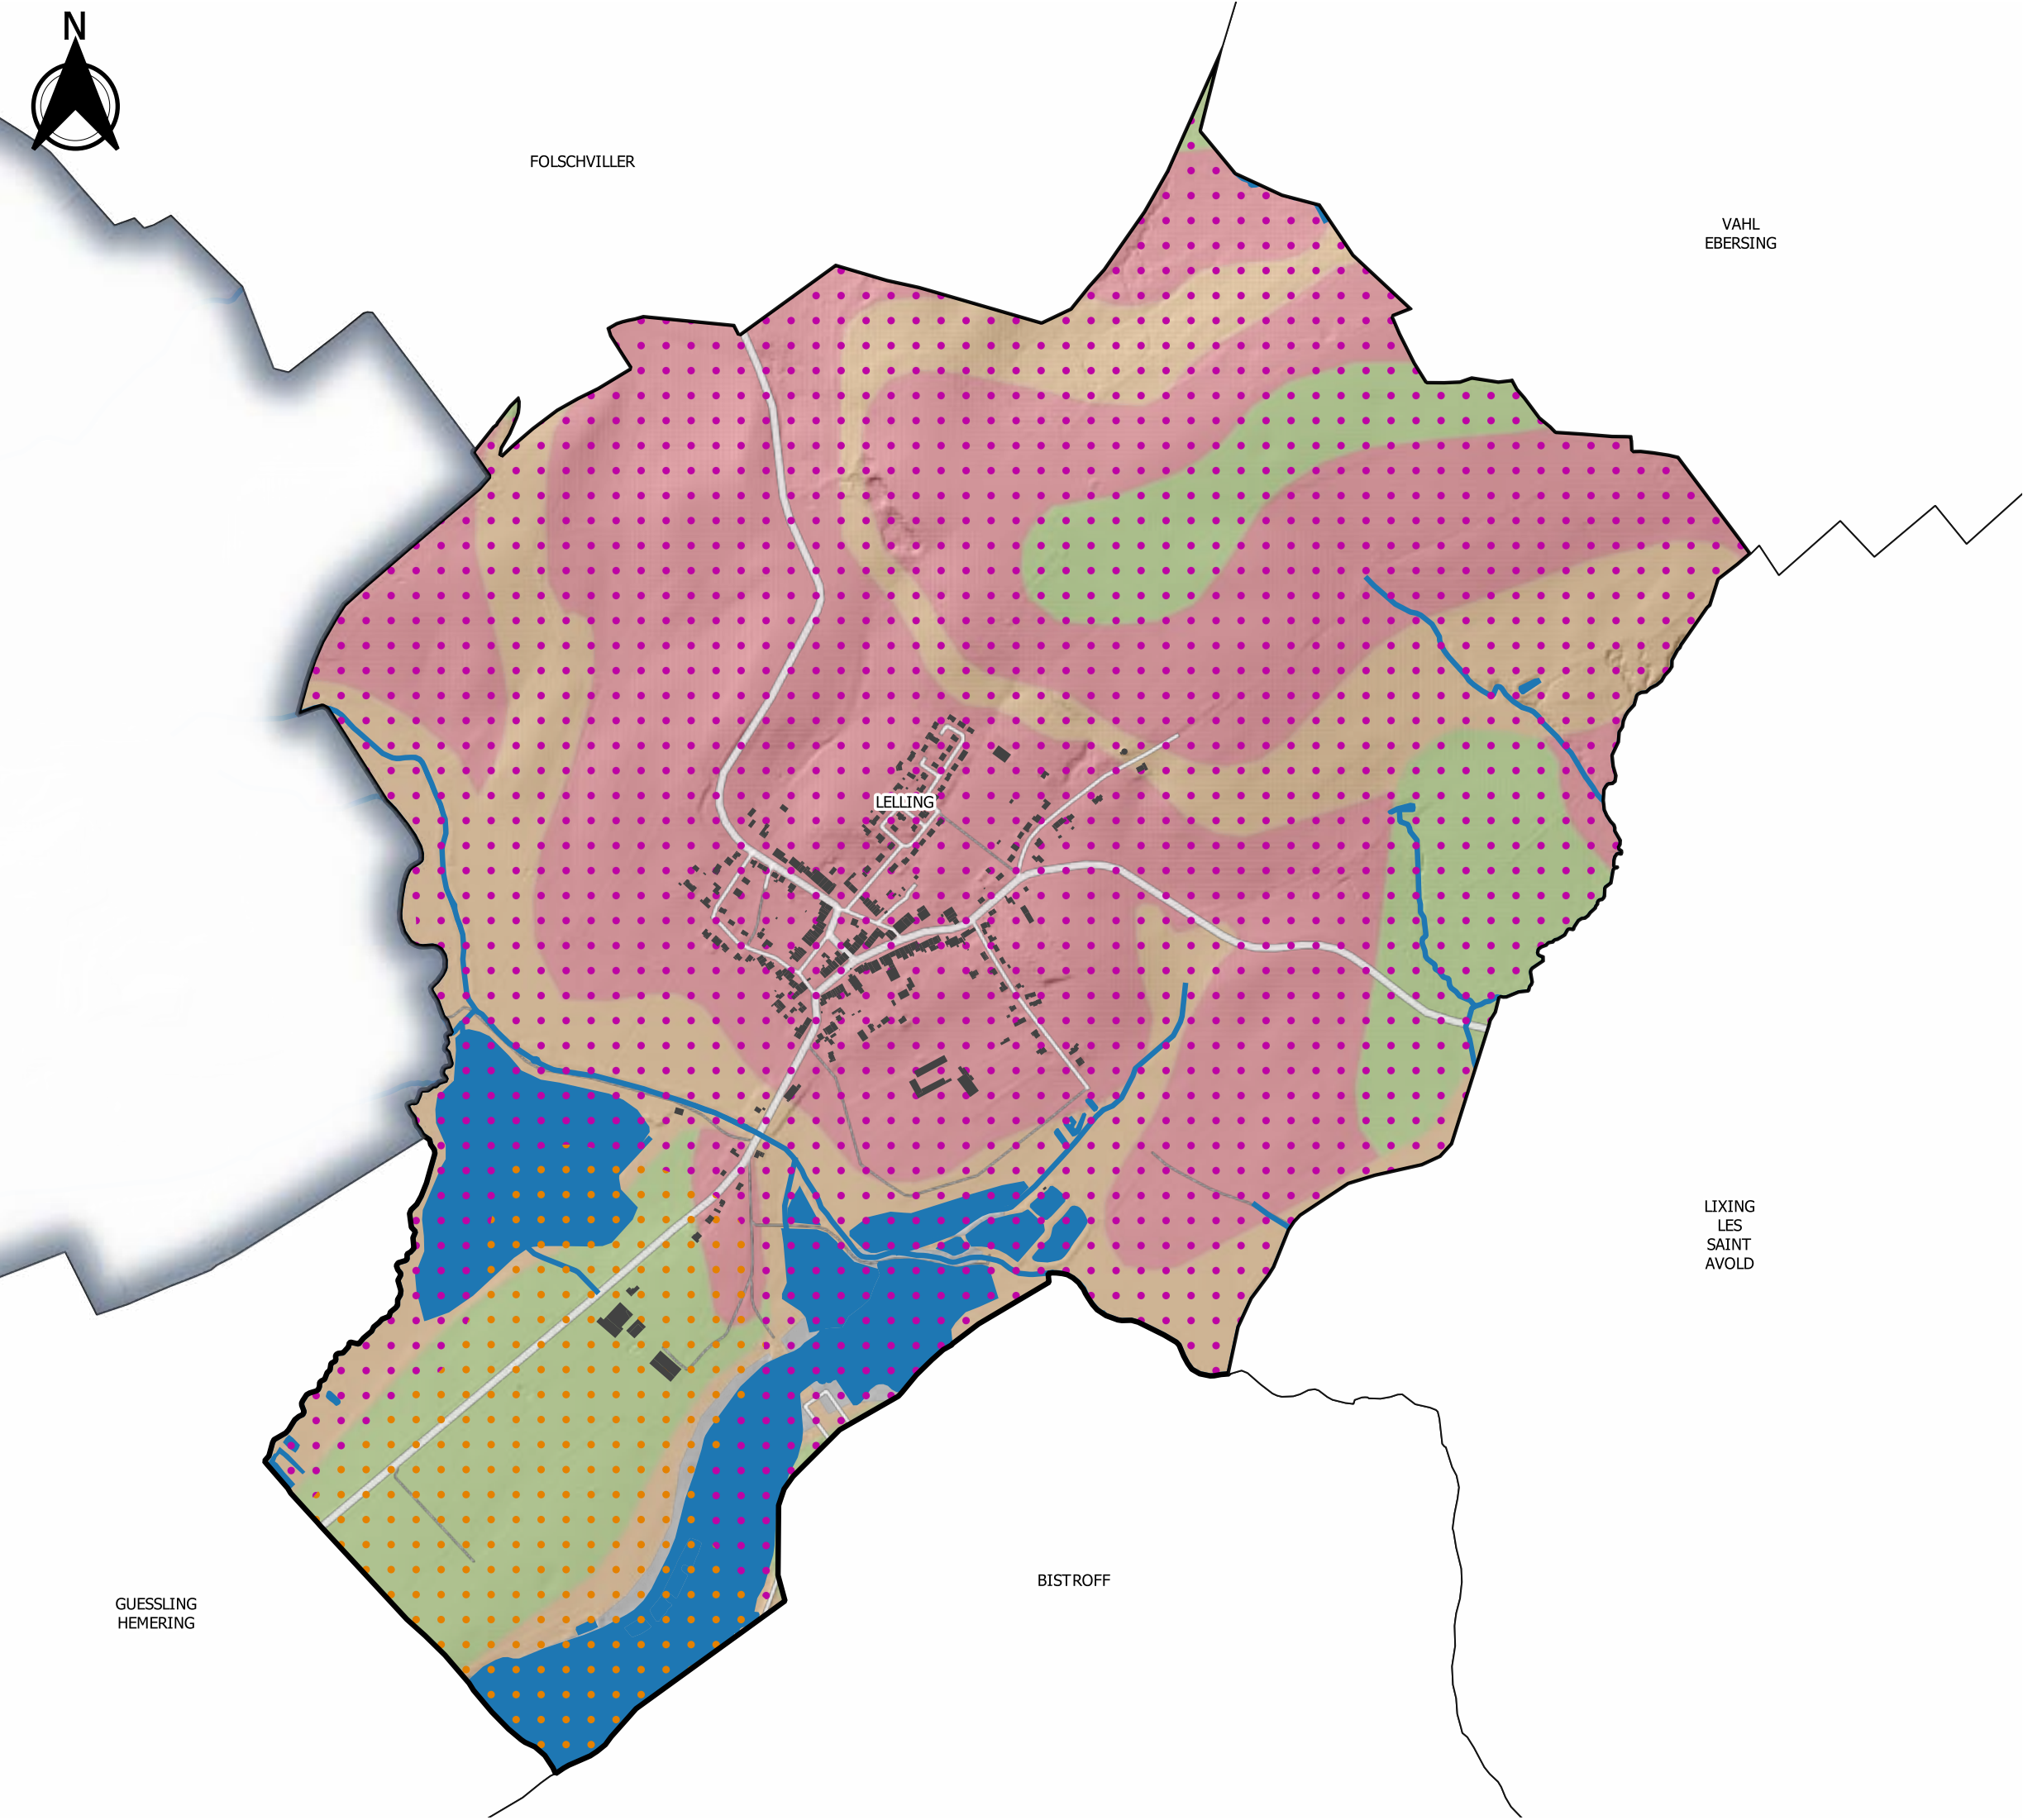 N
FOLSCHVILLER
VAHL
EBERSING
LELLING
LIXING
LES
SAINT
AVOLD
BISTROFF
GUESSLING
HEMERING